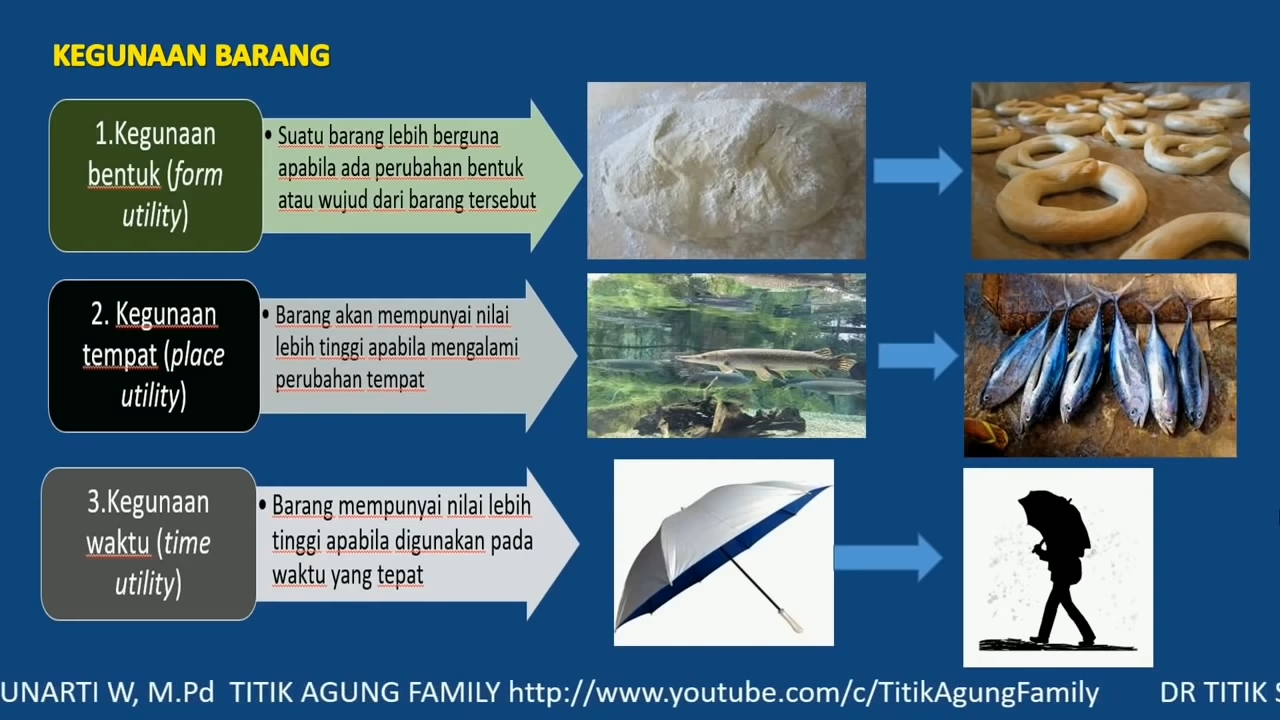 KEGUNAAN BARANG
1.Kegunaan
bentuk (form
utility)
• Suatu barang lebih berguna
apabila ada perubahan bentuk
atau wujud dari barang tersebut
2. Kegunaan
tempat (place
utility)
• Barang akan mempunyai nilai
lebih tinggi apabila mengalami
perubahan tempat
3.Kegunaan
waktu (time
utility)
• Barang mempunyai nilai lebih
tinggi apabila digunakan pada
waktu yang tepat
UNARTI W, M.Pd TITIK AGUNG FAMILY http://www.youtube.com/c/TitikAgungFamily DR TITIK S